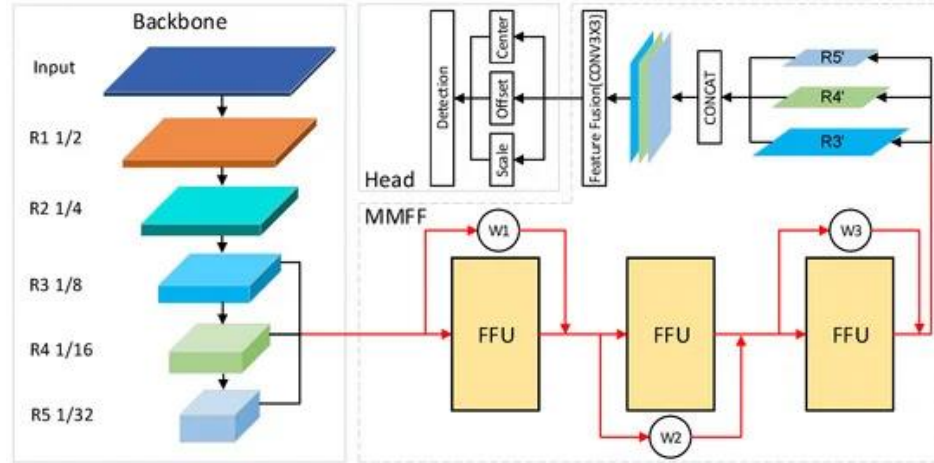 Backbone
Input
R1 1/2
R2 1/4
R3 1/8
R4 1/16
R5 1/32
Head
Detection
Center
Offset
Scale
Feature Fusion(CONV3X3)
CONCAT
R5'
R4'
R3'
MMFF
W1
W3
FFU
FFU
FFU
W2